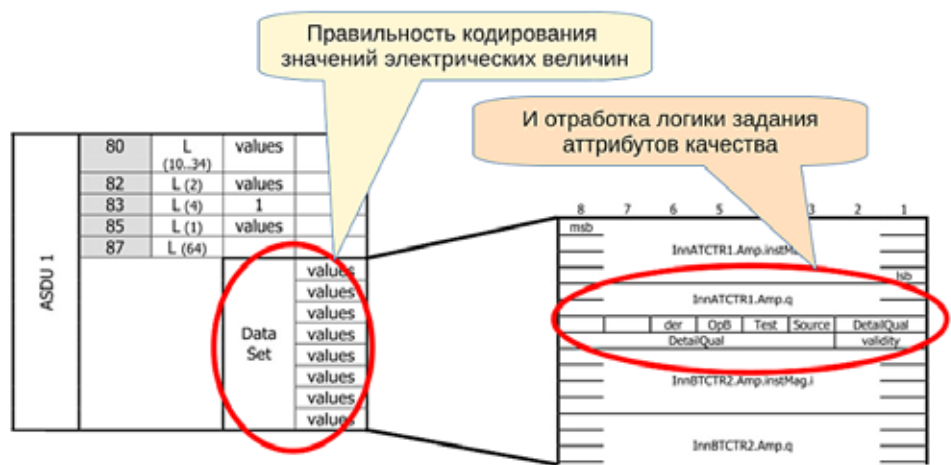 Правильность кодирования
значений электрических величин
И отработка логики задания
аттрибутов качества
ASDU 1
80 L values
(10..34)
82 L (2) values
83 L (4) 1
85 L (1) values
87 L (64)
Data
Set
values
values
values
values
values
values
values
values
8 7 6 5 3 2 1
msb
InnATCTR1.Amp.instMa
lsb
InnATCTR1.Amp.q
der OpB Test Source DetailQual
DetailQual validity
InnBTCTR2.Amp.instMag.i
InnBTCTR2.Amp.q